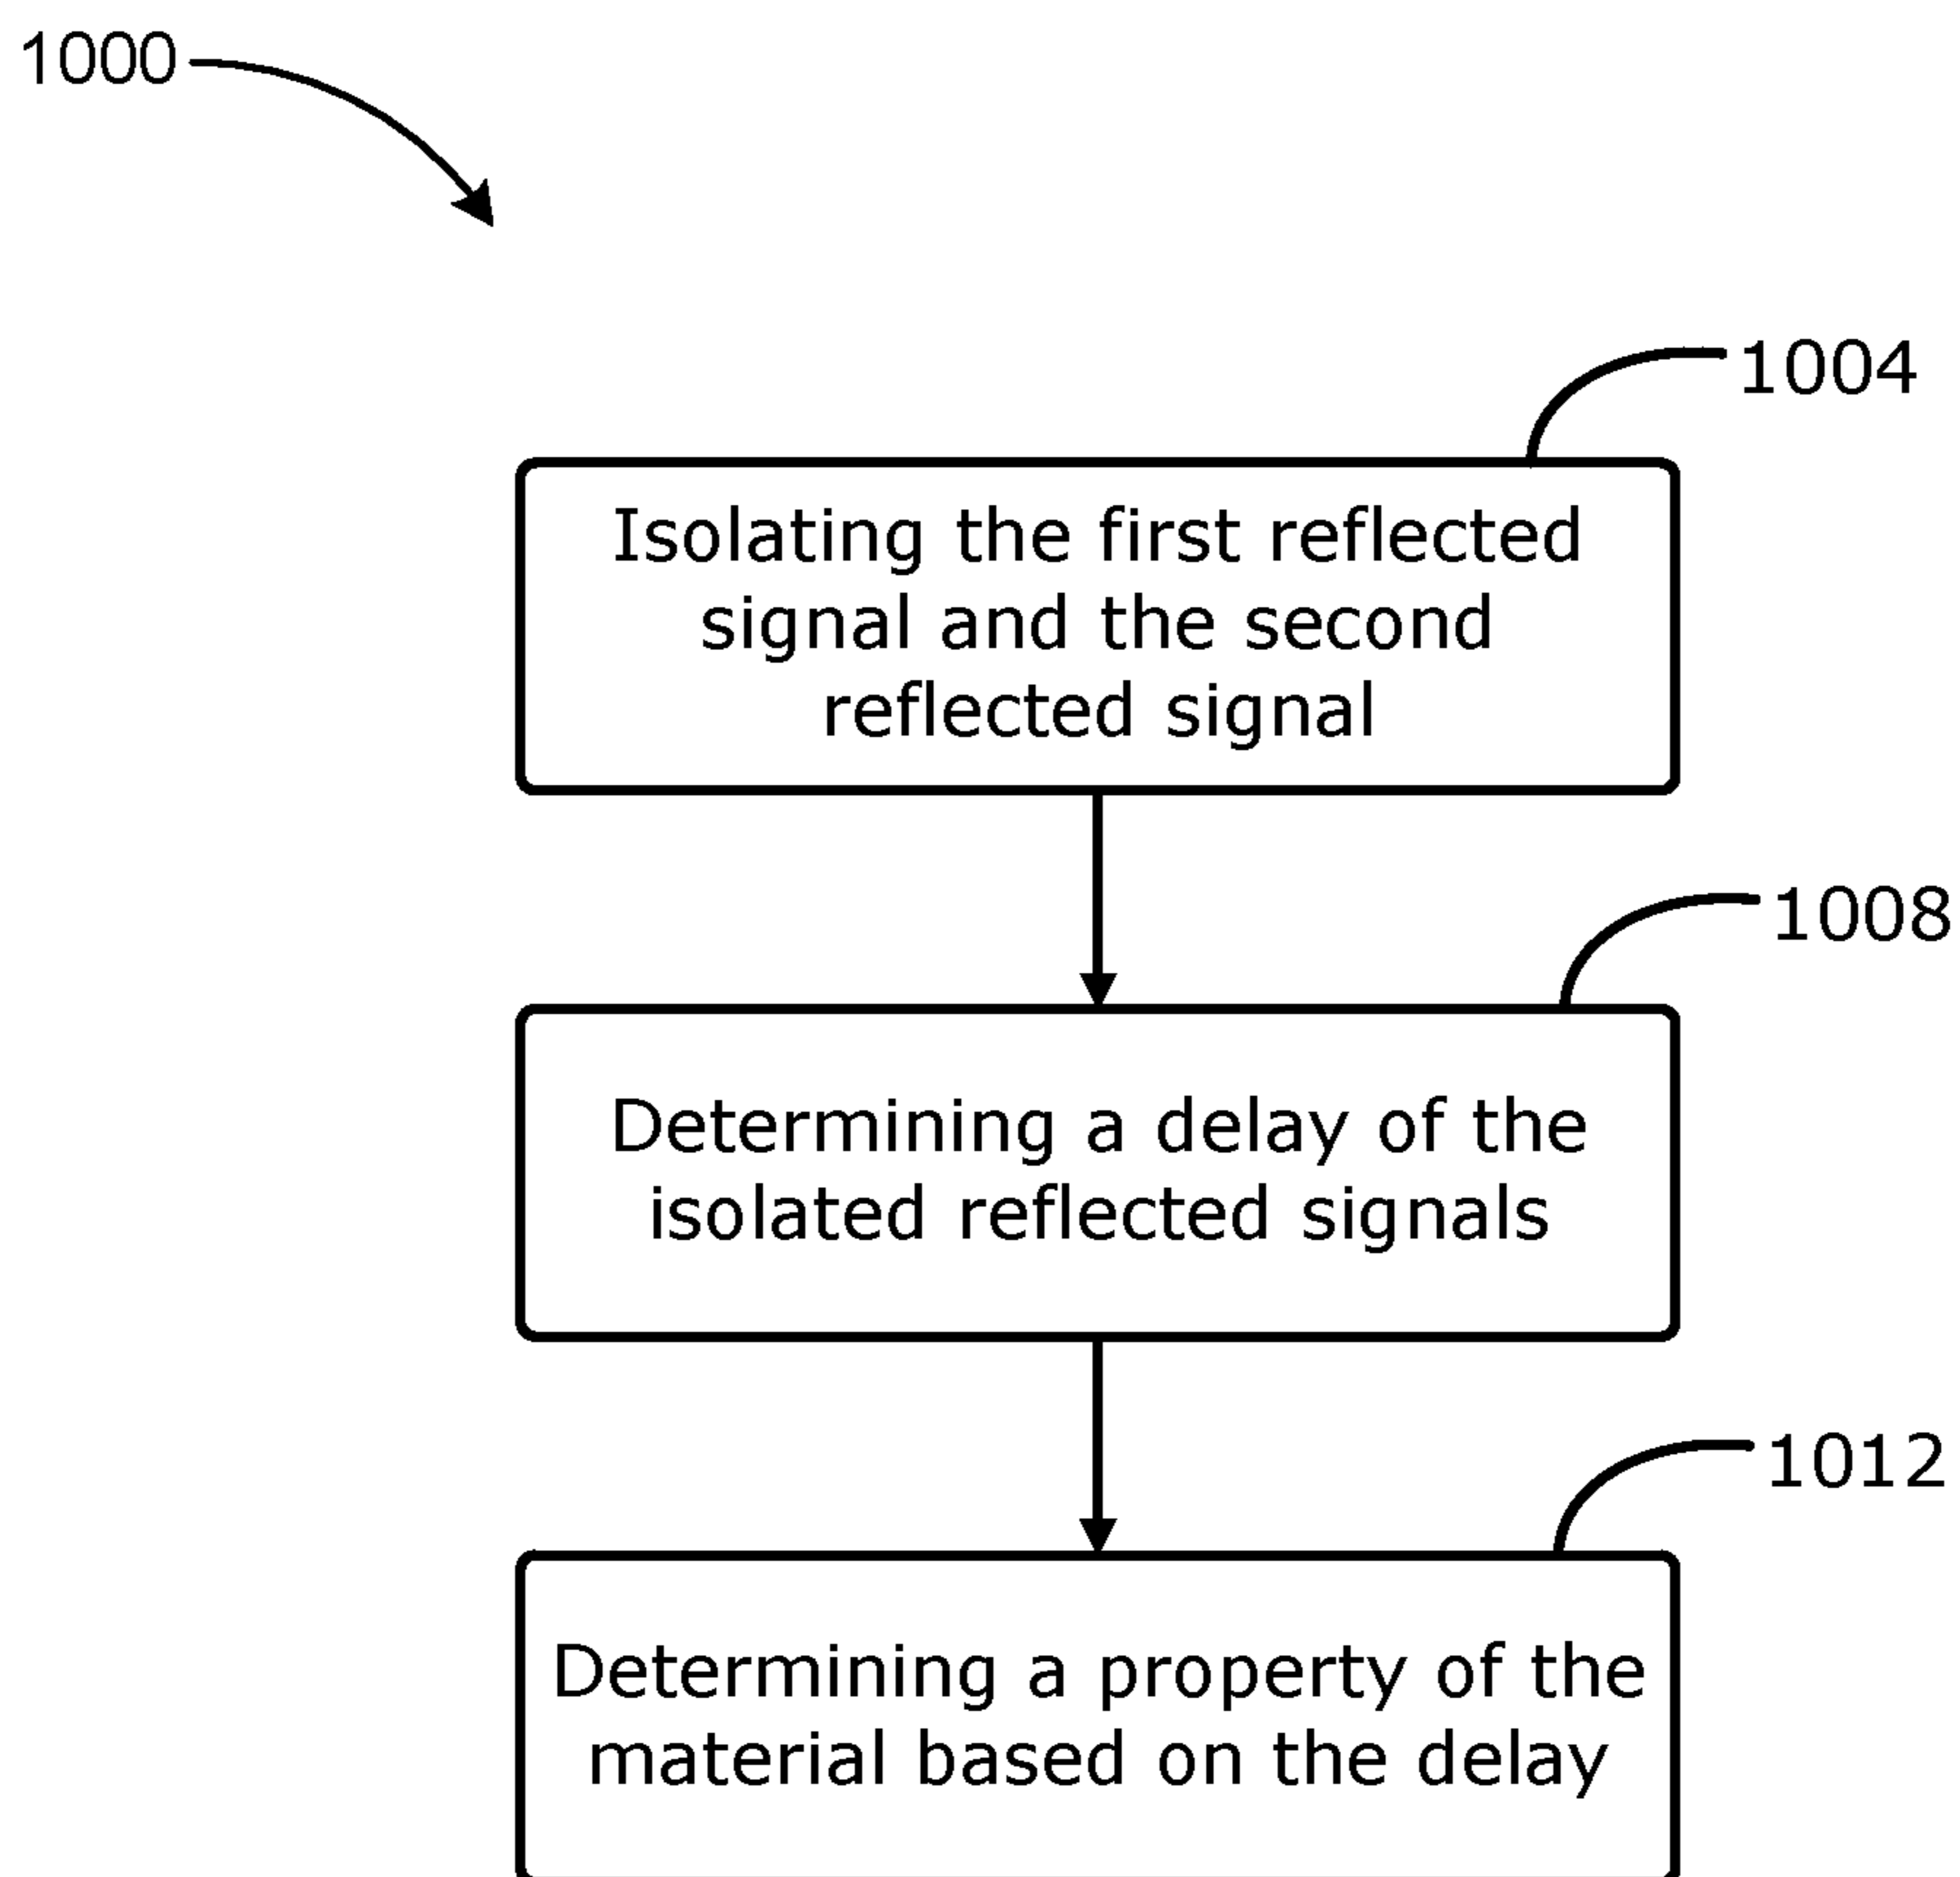 1000
1004
Isolating the first reflected
signal and the second
reflected signal
1008
Determining a delay of the
isolated reflected signals
1012
Determining a property of the
material based on the delay